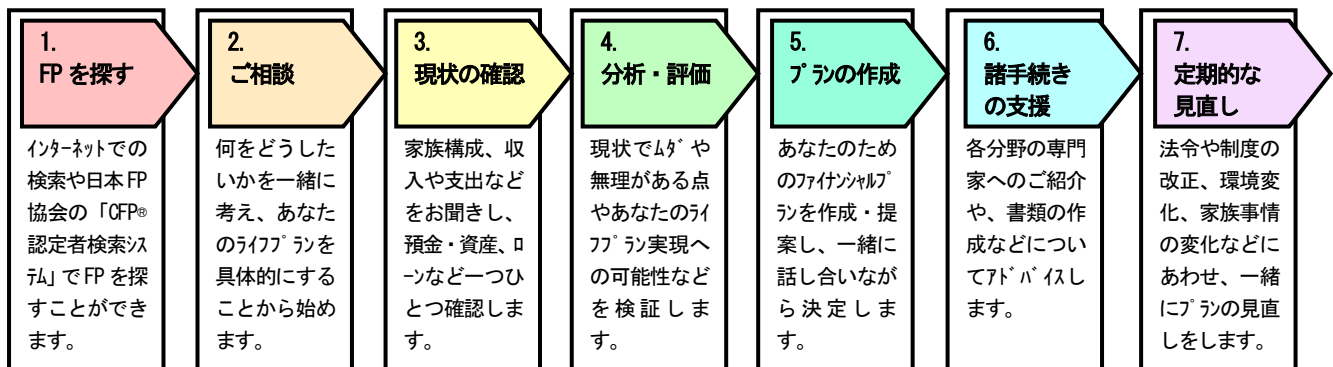 1.
FPを探す
インターネットでの
検索や日本FP
協会の「CFP®
認定者検索シス
テム」でFPを探
すことができ
ます。
2.
ご相談
何をどうした
いかを一緒に
考え、あなた
のライフプランを
具体的にする
ことから始め
ます。
3.
現状の確認
家族構成、収
入や支出など
をお聞きし、
預金・資産、ロ
ーンなど一つひ
とつ確認しま
す。
4.
分析・評価
現状でムダや
無理がある点
やあなたのライ
フプラン実現へ
の可能性など
を検証しま
す。
5.
プランの作成
あなたのため
のファイナンシャルプ
ランを作成・提
案し、一緒に
話し合いなが
ら決定しま
す。
6.
諸手続き
の支援
各分野の専門
家へのご紹介
や、書類の作
成などについ
てアドバイスし
ます。
7.
定期的な
見直し
法令や制度の
改正、環境変
化、家族事情
の変化などに
あわせ、一緒
にプランの見直
しをします。